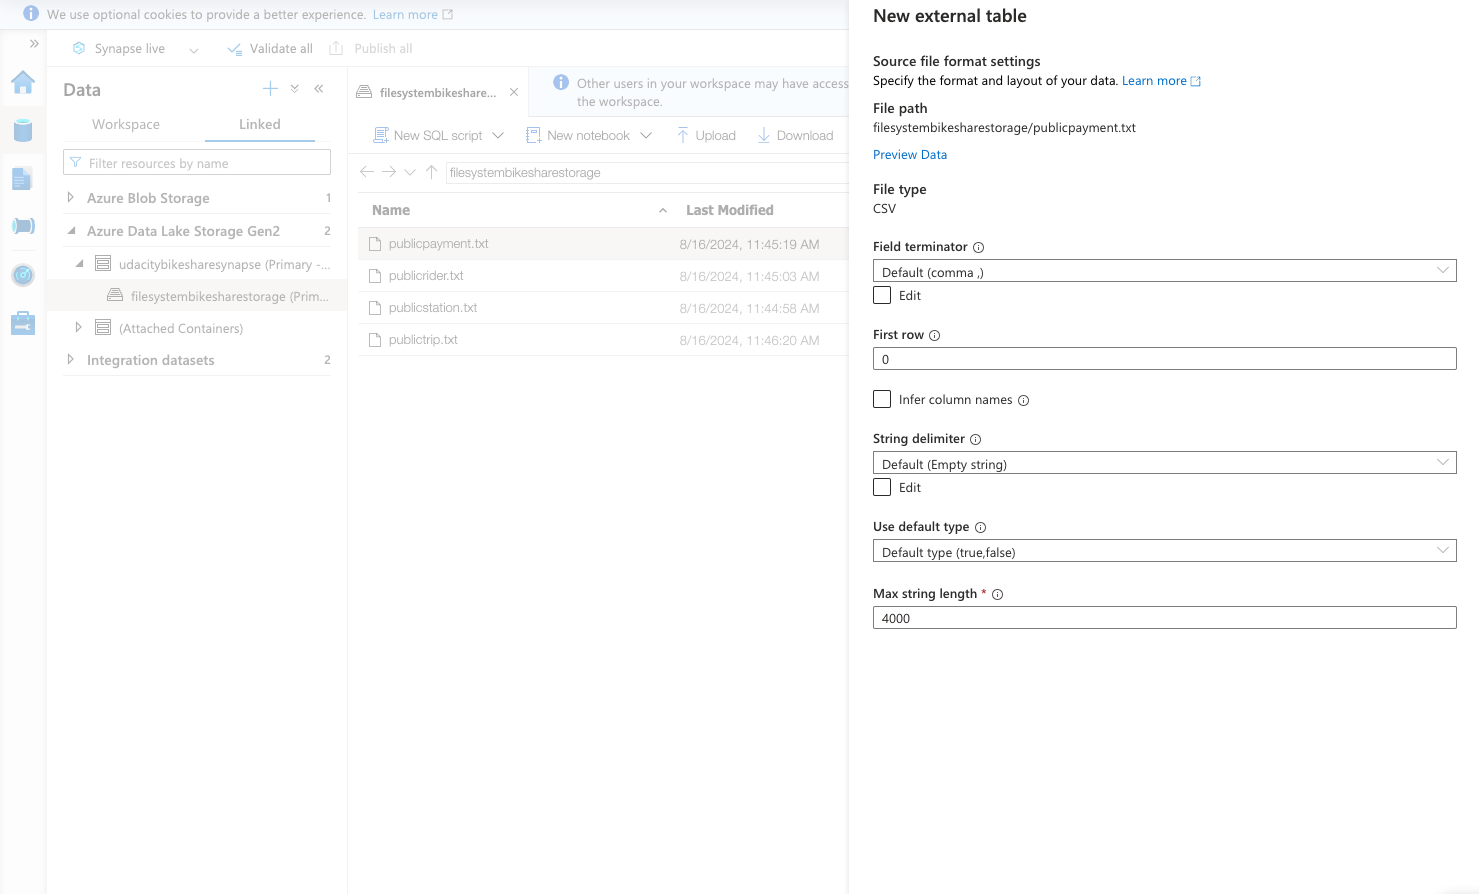 We use optional cookies to provide a better experience. Learn more
Synapse live
Validate all
Publish all
Data
Workspace
Linked
Filter resources by name
Azure Blob Storage 1
Azure Data Lake Storage Gen2 2
udacitybikesharesynapse (Primary -...
filesystembikesharestorage (Prim...
(Attached Containers)
Integration datasets 2
filesystembikeshare...
Other users in your workspace may have access
the workspace.
New SQL script
New notebook
Upload
Download
filesystembikesharestorage
Name Last Modified
publicpayment.txt 8/16/2024, 11:45:19 AM
publicrider.txt 8/16/2024, 11:45:03 AM
publicstation.txt 8/16/2024, 11:44:58 AM
publictrip.txt 8/16/2024, 11:46:20 AM
New external table
Source file format settings
Specify the format and layout of your data. Learn more
File path
filesystembikesharestorage/publicpayment.txt
Preview Data
File type
CSV
Field terminator
Default (comma ,)
Edit
First row
0
Infer column names
String delimiter
Default (Empty string)
Edit
Use default type
Default type (true,false)
Max string length *
4000